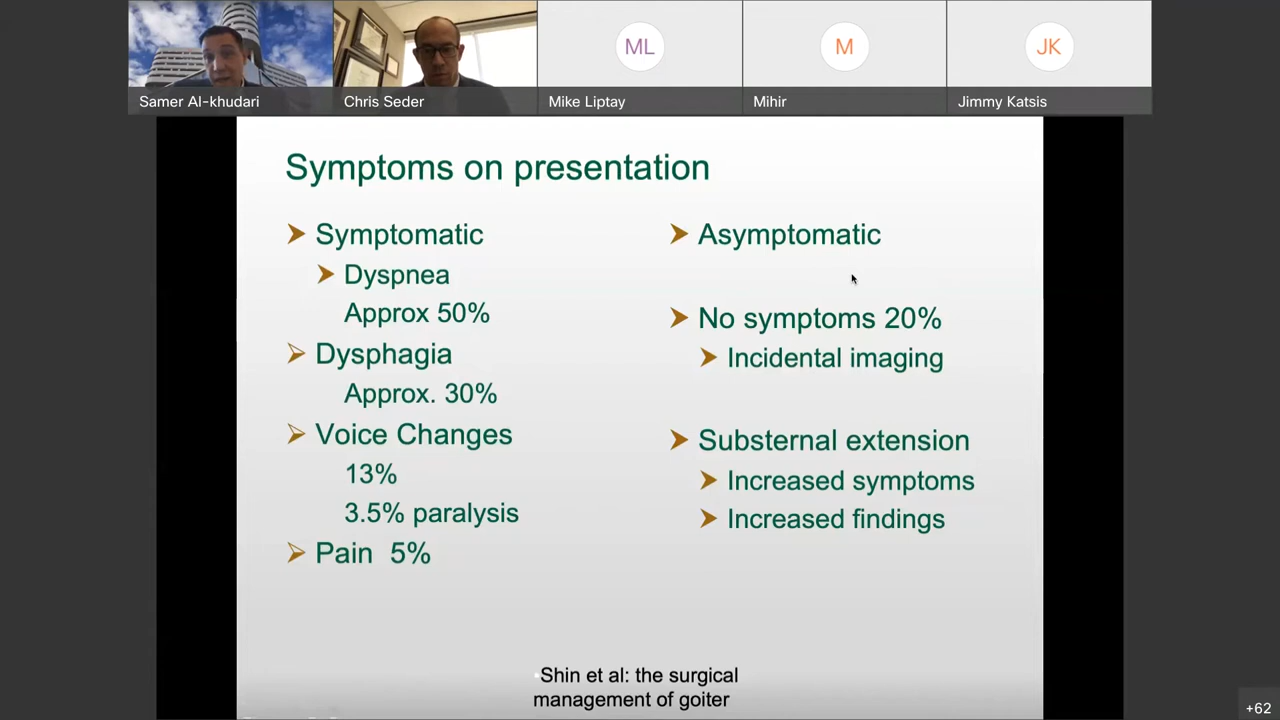 ML
M
JK
Samer Al-khudari
Chris Seder
Mike Liptay
Mihir
Jimmy Katsis
Symptoms on presentation
Symptomatic
Dyspnea
Approx 50%
Dysphagia
Approx. 30%
Voice Changes
13%
3.5% paralysis
Pain 5%
Asymptomatic
No symptoms 20%
Incidental imaging
Substernal extension
Increased symptoms
Increased findings
Shin et al: the surgical
management of goiter
+62